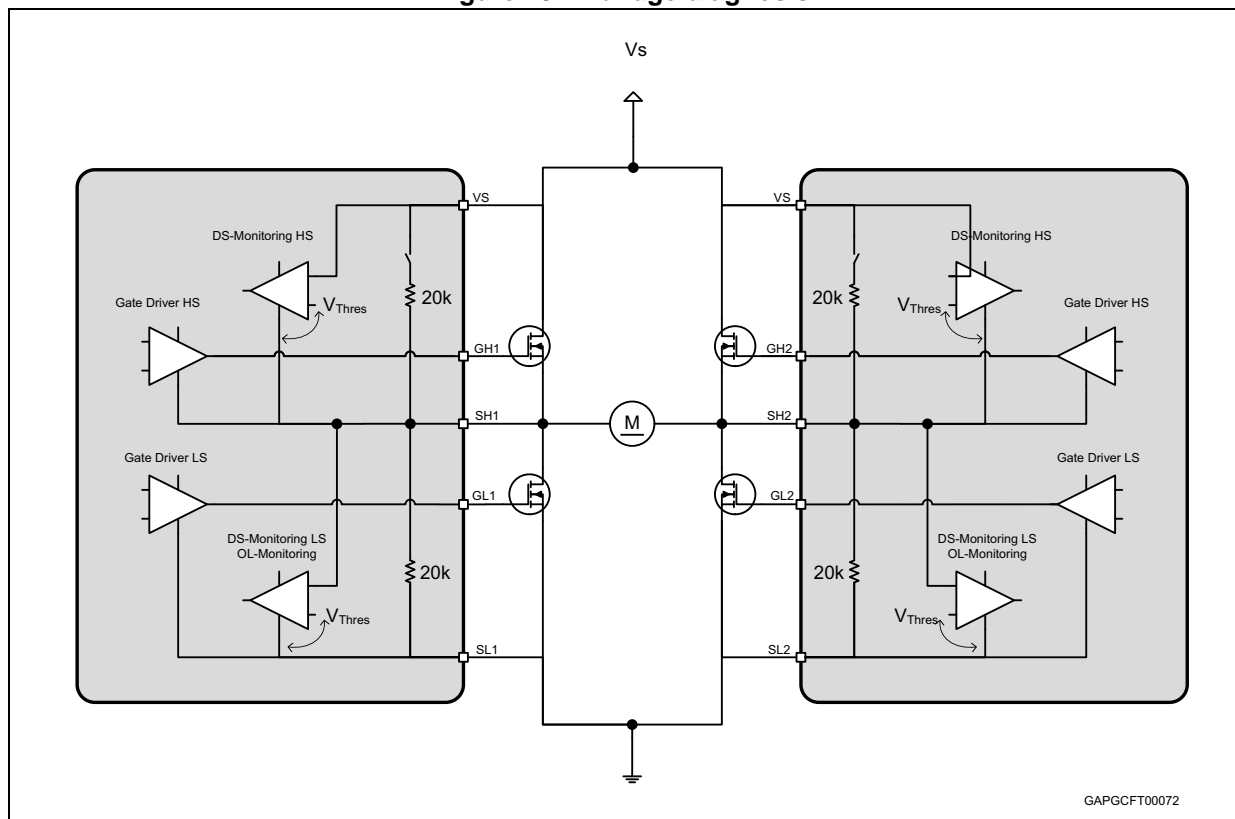 Vs
VS
VS
DS-Monitoring HS
DS-Monitoring HS
20k
20k
VThres
VThres
Gate Driver HS
Gate Driver HS
GH1
GH2
SH1
M
SH2
Gate Driver LS
Gate Driver LS
GL1
GL2
DS-Monitoring LS
OL-Monitoring
DS-Monitoring LS
OL-Monitoring
20k
20k
VThres
VThres
SL1
SL2
GAPGCFT00072